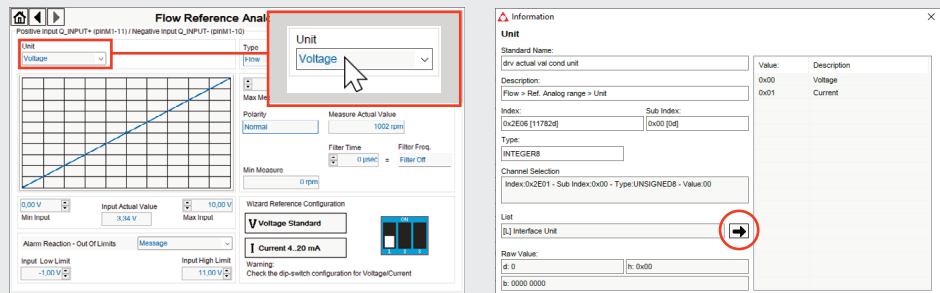 Flow Reference Analo
Positive Input Q_INPUT+ (pinM1-11) / Negative Input Q_INPUT- (pinM1-10)
Unit
Voltage
Type
Flow
Unit
Voltage
Max Me
Polarity
Normal
Measure Actual Value
1002 rpm
Filter Time
Filter Freq.
0 µsec
=
Filter Off
Min Measure
0 rpm
0,00 V
Min Input
Input Actual Value
3,34 V
10,00 V
Max Input
Wizard Reference Configuration
V Voltage Standard
I Current 4..20 mA
ON
1 2 3
Warning:
Check the dip-switch configuration for Voltage/Current
Alarm Reaction - Out Of Limits
Message
Input Low Limit
-1,00 V
Input High Limit
11,00 V
Information
Unit
Standard Name:
drv actual val cond unit
Description:
Flow > Ref. Analog range > Unit
Index:
Sub Index:
0x2E06 [11782d]
0x00 [0d]
Type:
INTEGER8
Channel Selection
Index:0x2E01 - Sub Index:0x00 - Type:UNSIGNED8 - Value:00
List
[L] Interface Unit
Raw Value:
d: 0
h: 0x00
b: 0000 0000
Value:
Description
0x00
Voltage
0x01
Current